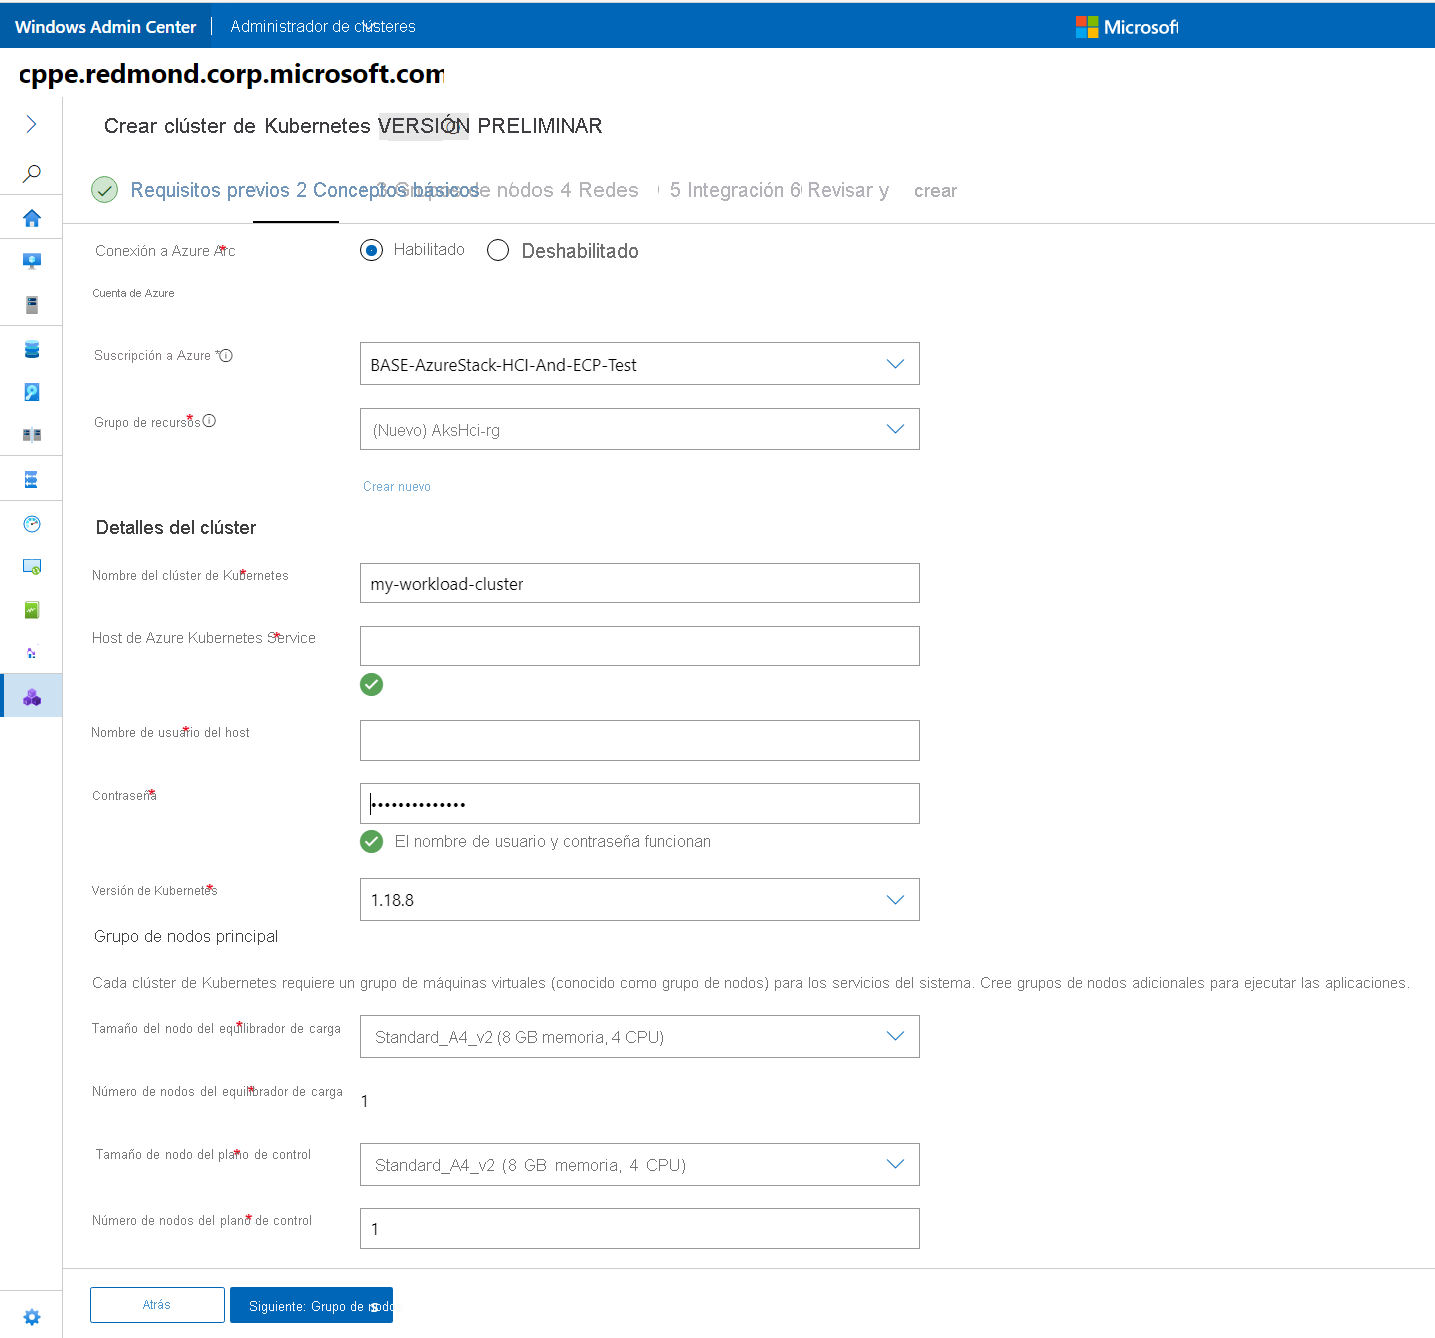 Windows Admin Center
Administrador de clústeres
Microsoft
cppe.redmond.corp.microsoft.com
Crear clúster de Kubernetes VERSIÓN PRELIMINAR
Requisitos previos 2 Conceptos básicos 3 Grupos de nodos 4 Redes 5 Integración 6 Revisar y crear
Conexión a Azure Arc *
Habilitado
Deshabilitado
Cuenta de Azure
Suscripción a Azure *
BASE-AzureStack-HCI-And-ECP-Test
Grupo de recursos *
(Nuevo) AksHci-rg
Crear nuevo
Detalles del clúster
Nombre del clúster de Kubernetes *
my-workload-cluster
Host de Azure Kubernetes Service *
Nombre de usuario del host *
Contraseña *
••••••••••••••
El nombre de usuario y contraseña funcionan
Versión de Kubernetes *
1.18.8
Grupo de nodos principal
Cada clúster de Kubernetes requiere un grupo de máquinas virtuales (conocido como grupo de nodos) para los servicios del sistema. Cree grupos de nodos adicionales para ejecutar las aplicaciones.
Tamaño del nodo del equilibrador de carga *
Standard_A4_v2 (8 GB memoria, 4 CPU)
Número de nodos del equilibrador de carga *
1
Tamaño de nodo del plano de control *
Standard_A4_v2 (8 GB memoria, 4 CPU)
Número de nodos del plano de control *
1
Atrás
Siguiente: Grupo de nodos